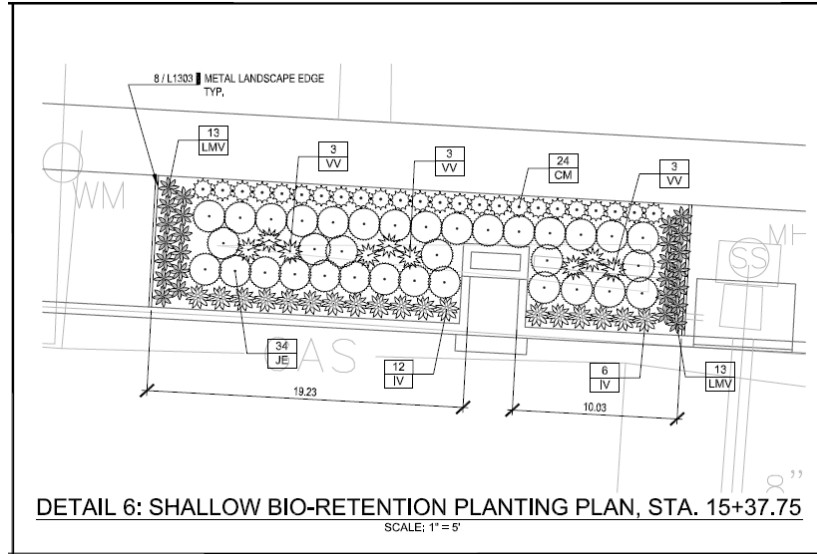 8 / L1303 METAL LANDSCAPE EDGE
TYP.
13
LMV
3
VV
3
VV
24
CM
3
VV
WM
MH
SS
34
JE
GAS
12
IV
6
IV
13
LMV
19.23
10.03
8"
DETAIL 6: SHALLOW BIO-RETENTION PLANTING PLAN, STA. 15+37.75
SCALE: 1" = 5'